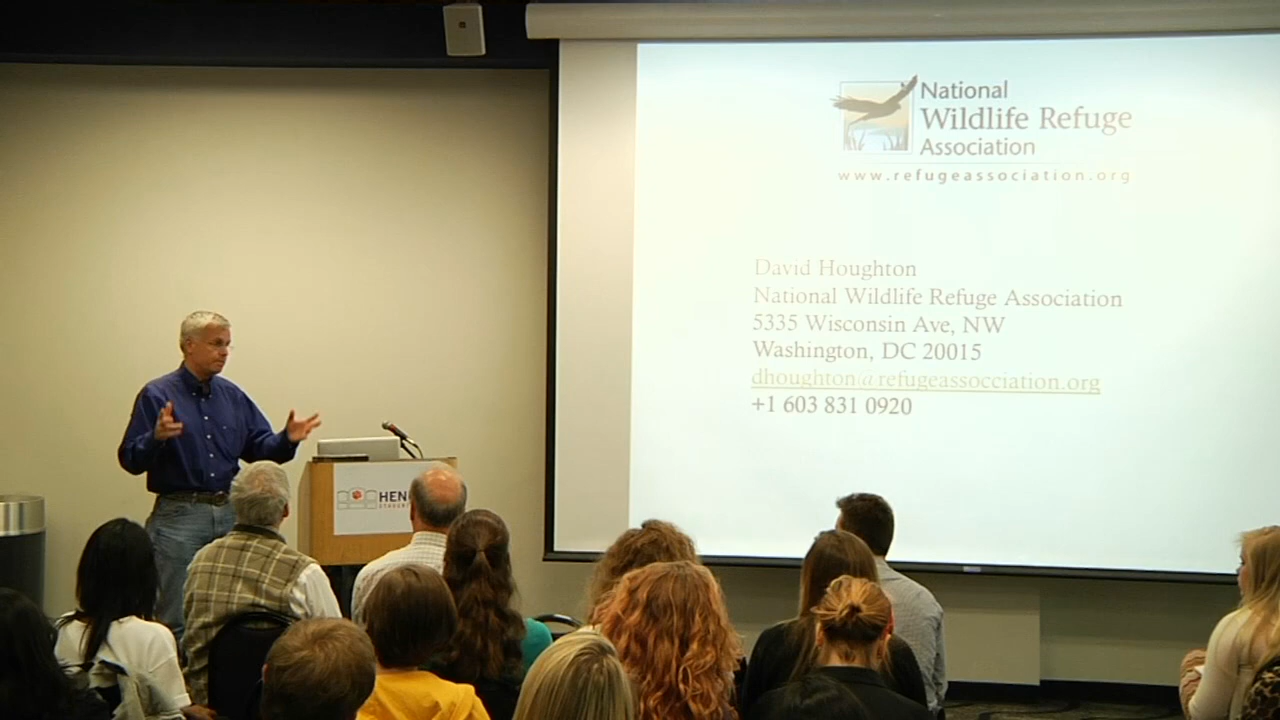 National
Wildlife Refuge
Association
www.refugeassociation.org
David Houghton
National Wildlife Refuge Association
5335 Wisconsin Ave, NW
Washington, DC 20015
dhoughton@refugeassocciation.org
+1 603 831 0920